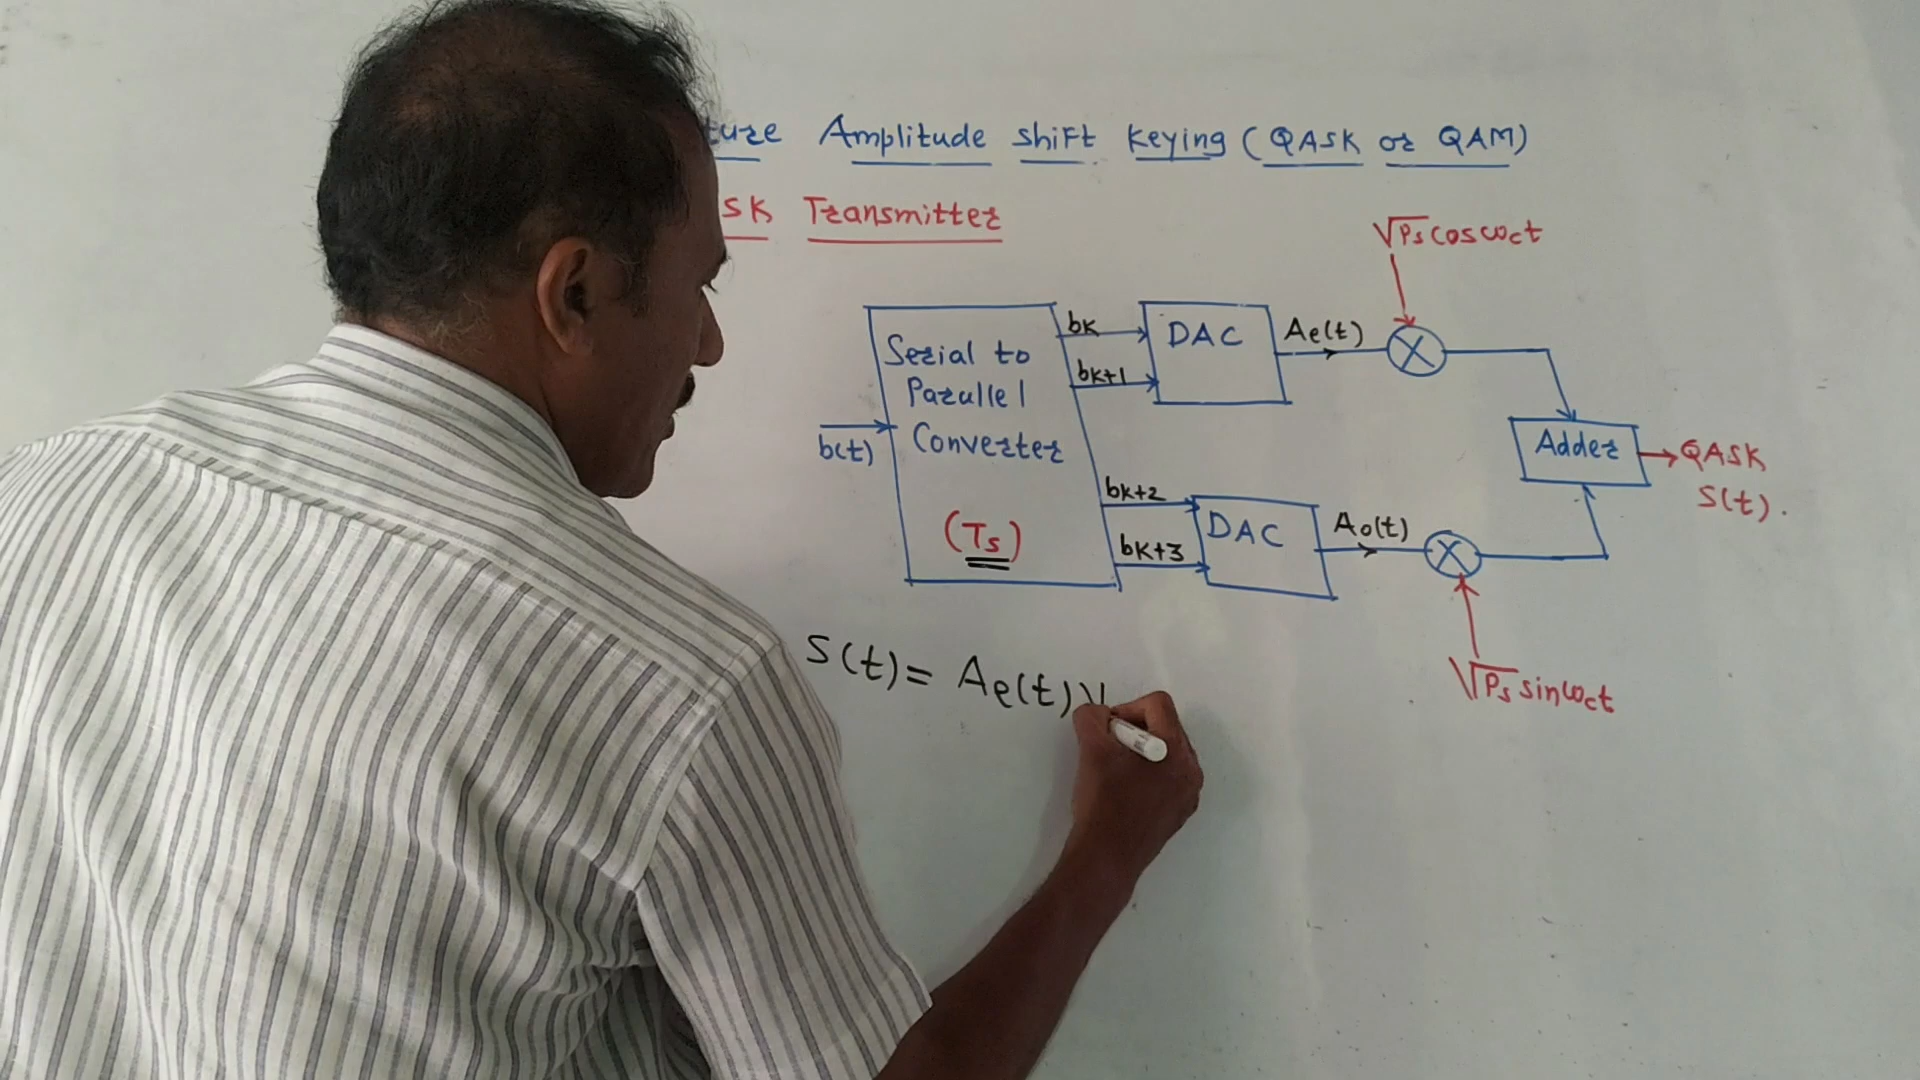 Amplitude shift keying (QASK or QAM)
SK Transmitter
√Ps cosωct
bk
DAC
Ae(t)
Serial to
Parallel
Converter
bk+1
b(t)
Adder
QASK
S(t).
bk+2
DAC
Ao(t)
(Ts)
bk+3
S(t) = Ae(t)
√Ps sinωct